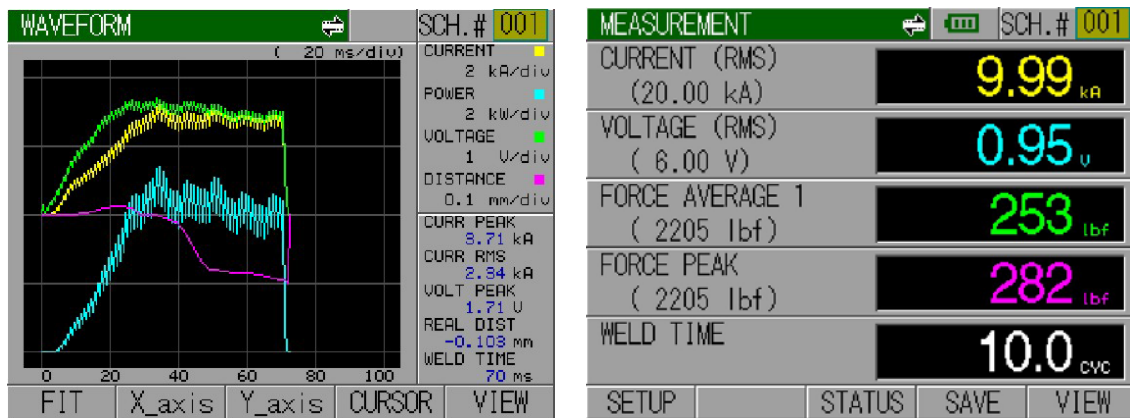 WAVEFORM SCH.# 001
( 20 ms/div)
CURRENT
2 kA/div
POWER
2 kW/div
VOLTAGE
1 V/div
DISTANCE
0.1 mm/div
CURR PEAK
3.71 kA
CURR RMS
2.94 kA
VOLT PEAK
1.71 V
REAL DIST
-0.103 mm
WELD TIME
70 ms
0 20 40 60 80 100
FIT X_axis Y_axis CURSOR VIEW
MEASUREMENT SCH.# 001
CURRENT (RMS)
(20.00 kA)
9.99 kA
VOLTAGE (RMS)
( 6.00 V)
0.95 V
FORCE AVERAGE 1
( 2205 lbf)
253 lbf
FORCE PEAK
( 2205 lbf)
282 lbf
WELD TIME
10.0 CYC
SETUP STATUS SAVE VIEW